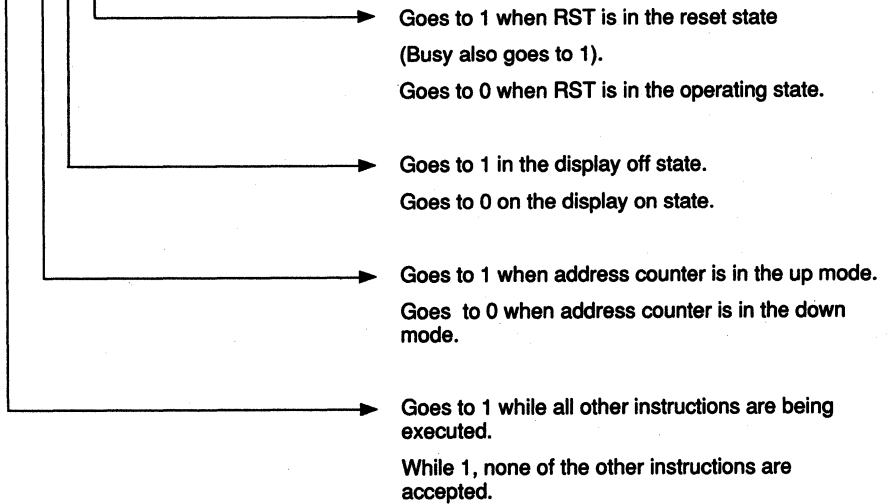 Goes to 1 when RST is in the reset state
(Busy also goes to 1).
Goes to 0 when RST is in the operating state.
Goes to 1 in the display off state.
Goes to 0 on the display on state.
Goes to 1 when address counter is in the up mode.
Goes to 0 when address counter is in the down
mode.
Goes to 1 while all other instructions are being
executed.
While 1, none of the other instructions are
accepted.